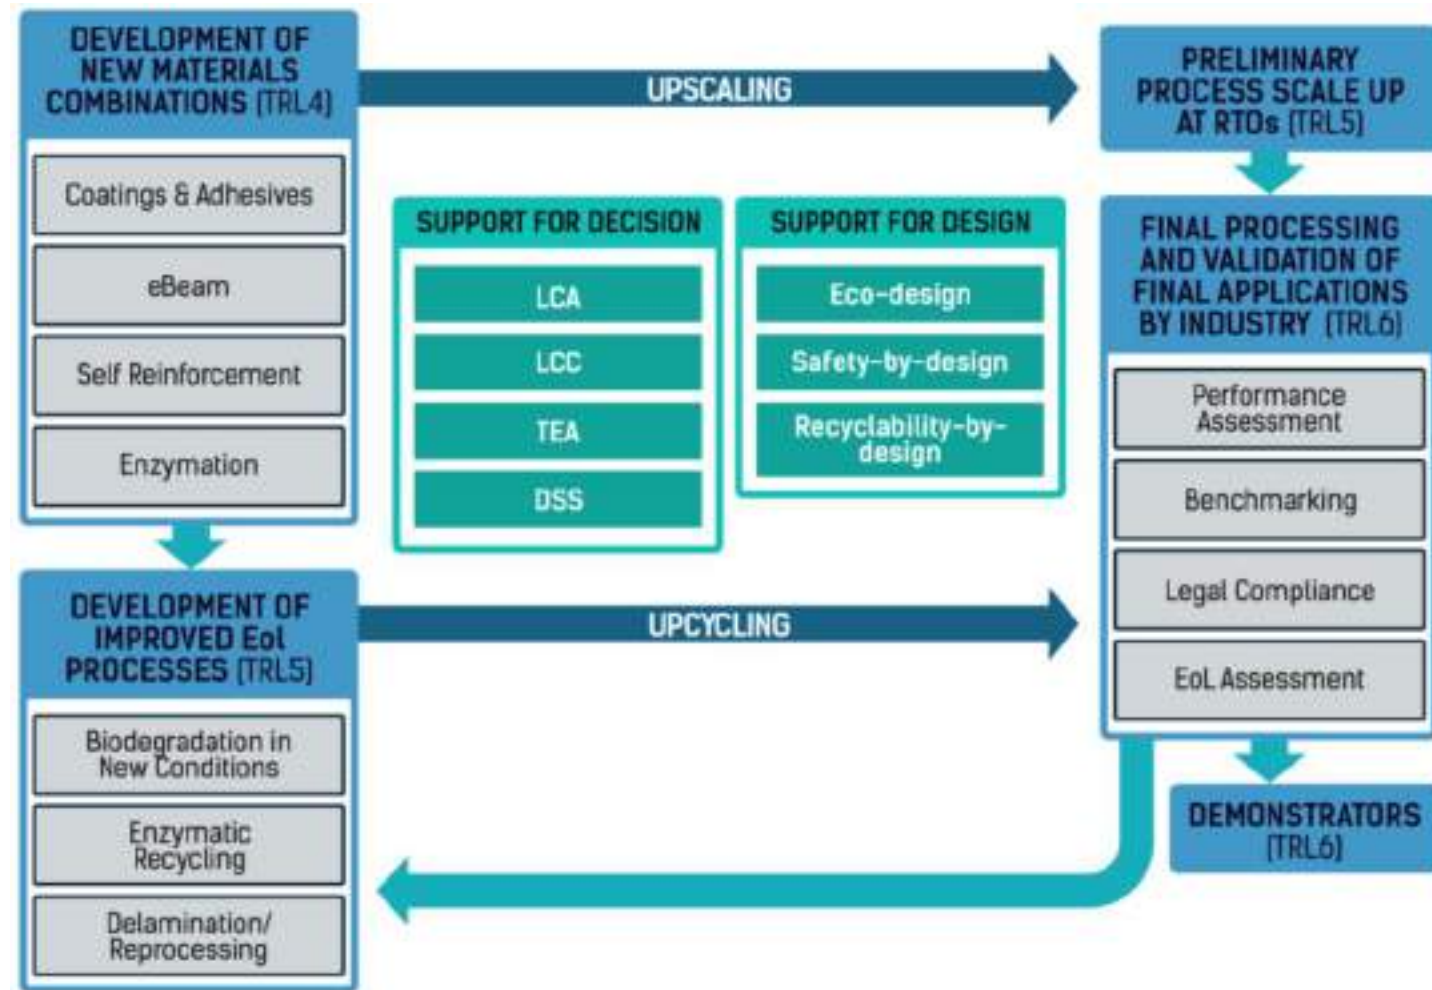 DEVELOPMENT OF
NEW MATERIALS
COMBINATIONS (TRL4)
Coatings & Adhesives
eBeam
Self Reinforcement
Enzymation
UPSCALING
PRELIMINARY
PROCESS SCALE UP
AT RTOs (TRL5)
SUPPORT FOR DECISION
LCA
LCC
TEA
DSS
SUPPORT FOR DESIGN
Eco-design
Safety-by-design
Recyclability-by-
design
FINAL PROCESSING
AND VALIDATION OF
FINAL APPLICATIONS
BY INDUSTRY (TRL6)
Performance
Assessment
Benchmarking
Legal Compliance
EoL Assessment
DEVELOPMENT OF
IMPROVED Eol
PROCESSES (TRL5)
Biodegradation in
New Conditions
Enzymatic
Recycling
Delamination/
Reprocessing
UPCYCLING
DEMONSTRATORS
(TRL6)